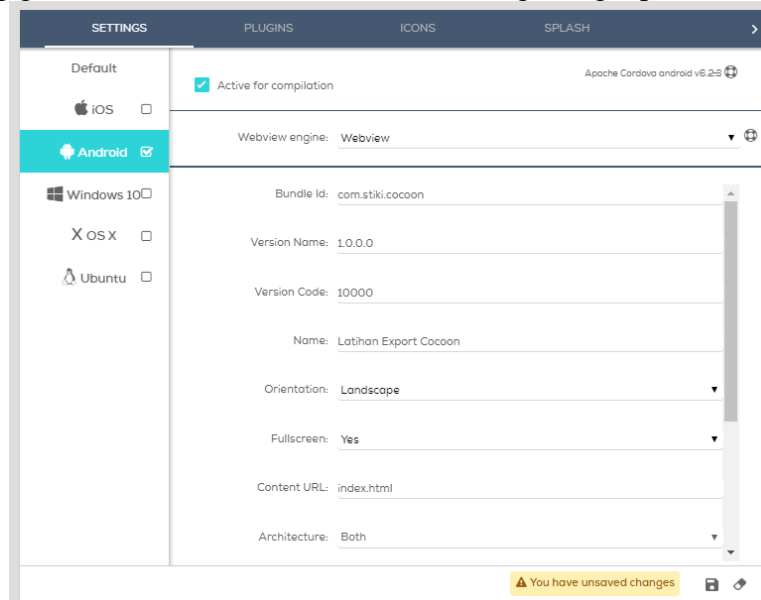 SETTINGS PLUGINS ICONS SPLASH
Default
Active for compilation
Apache Cordova android v6.2.3
iOS
Webview engine: Webview
Android
Windows 10
Bundle Id: com.stiki.cocoon
OS X
Version Name: 1.0.0.0
Ubuntu
Version Code: 10000
Name: Latihan Export Cocoon
Orientation: Landscape
Fullscreen: Yes
Content URL: index.html
Architecture: Both
You have unsaved changes